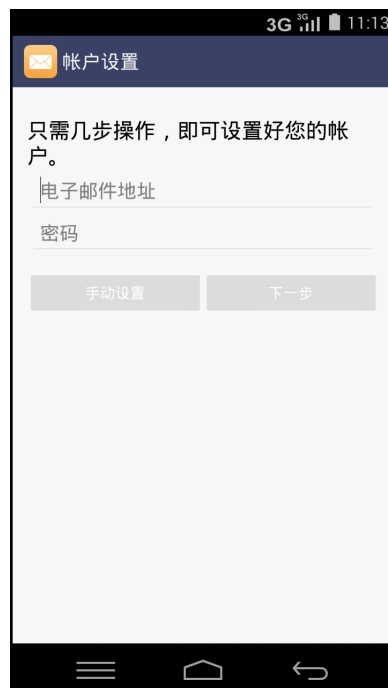 3G 3G 11:13
帐户设置
只需几步操作，即可设置好您的帐
户。
电子邮件地址
密码
手动设置 下一步